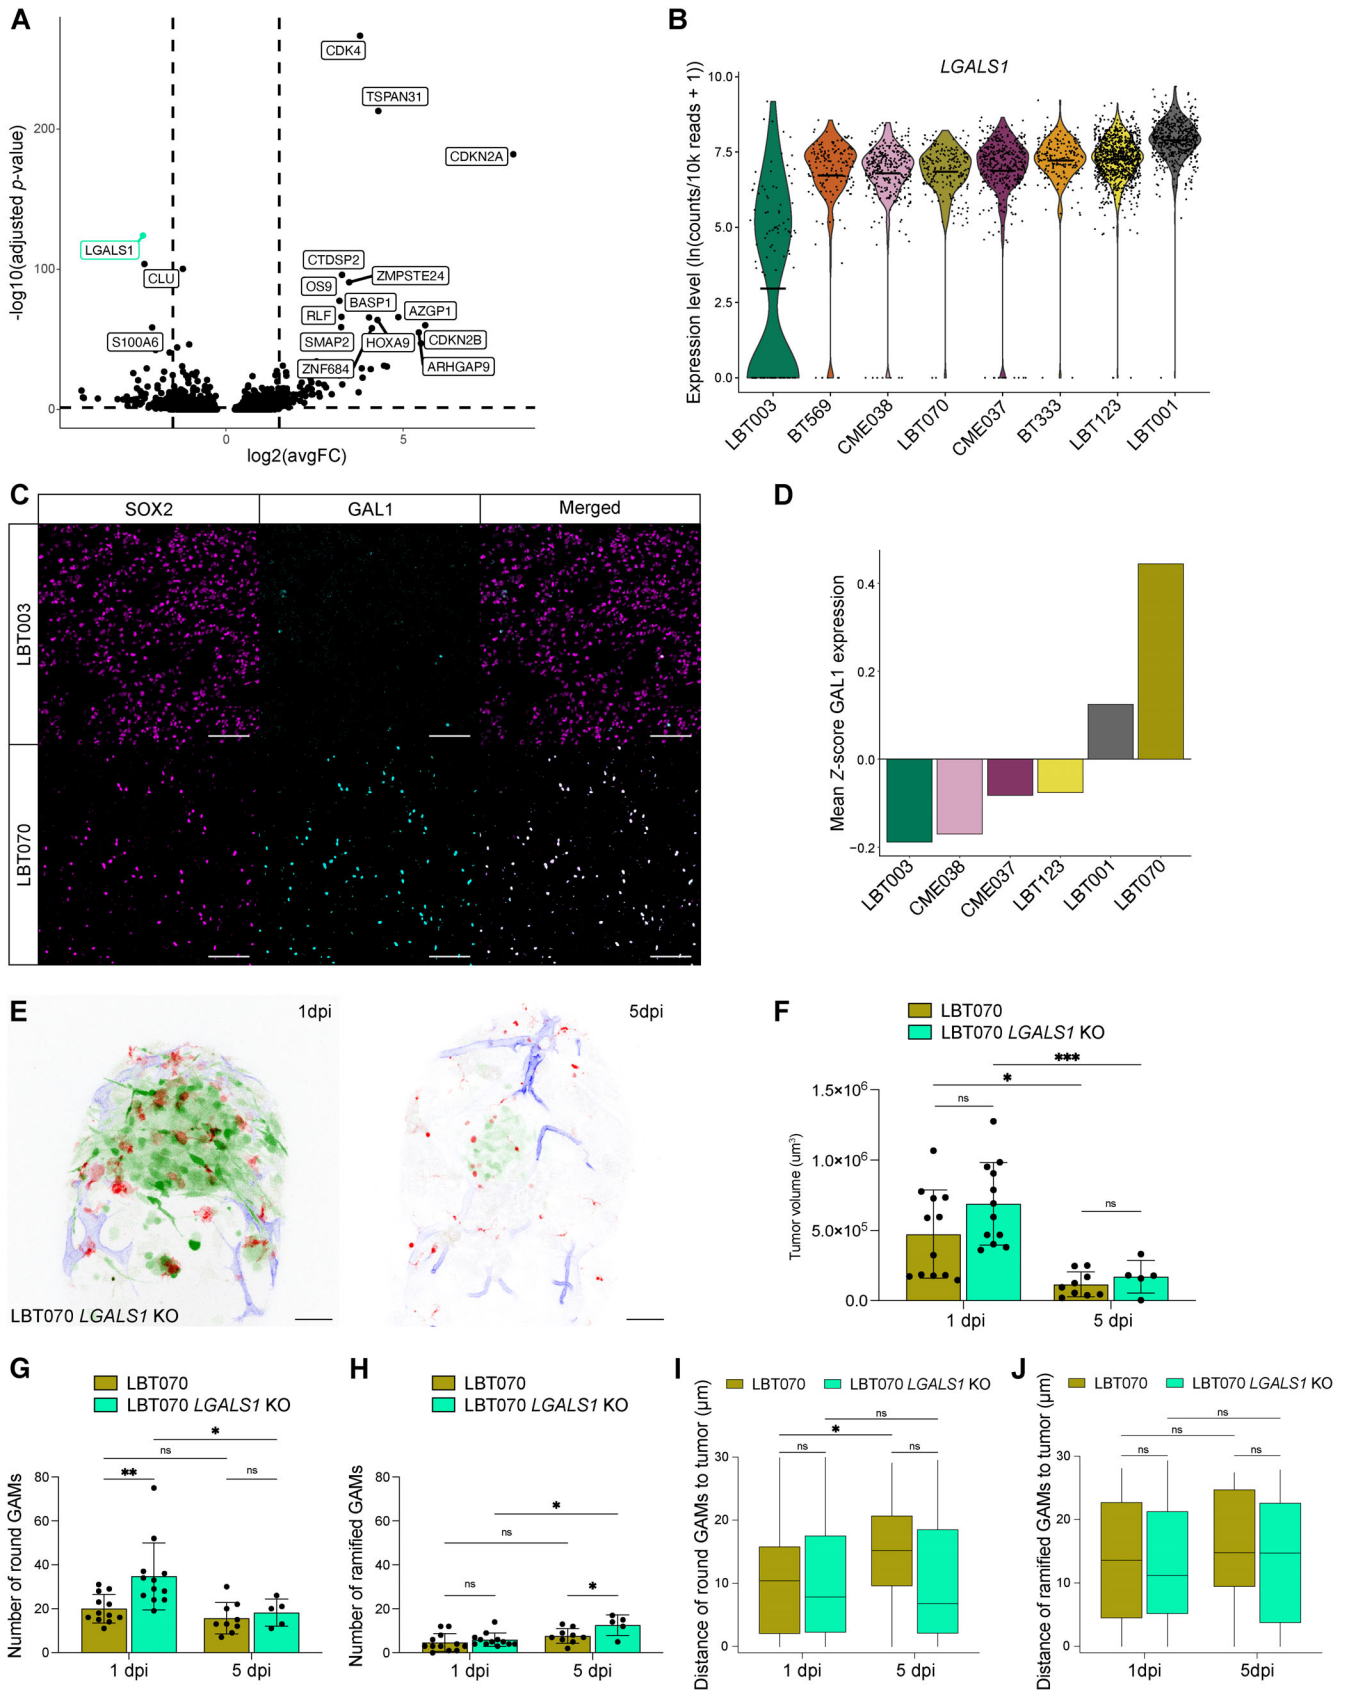 A
-log10(adjusted p-value)
200
100
0
CDK4
TSPAN31
CDKN2A
LGALS1
CLU
S100A6
CTDSP2
ZMPSTE24
OS9
BASP1
RLF
AZGP1
SMAP2
HOXA9
CDKN2B
ZNF684
ARHGAP9
0
5
log2(avgFC)
B
LGALS1
Expression level (ln(counts/10k reads + 1))
10.0
7.5
5.0
2.5
0.0
LBT003
BT569
CME038
LBT070
CME037
BT333
LBT123
LBT001
C
SOX2
GAL1
Merged
LBT003
LBT070
D
Mean Z-score GAL1 expression
0.4
0.2
0.0
−0.2
LBT003
CME038
CME037
LBT123
LBT001
LBT070
E
1dpi
5dpi
LBT070 LGALS1 KO
F
LBT070
LBT070 LGALS1 KO
Tumor volume (um³)
1.5×10⁶
1.0×10⁶
5.0×10⁵
0.0
***
*
ns
ns
1 dpi
5 dpi
G
LBT070
LBT070 LGALS1 KO
Number of round GAMs
80
60
40
20
0
*
ns
**
ns
1 dpi
5 dpi
H
LBT070
LBT070 LGALS1 KO
Number of ramified GAMs
80
60
40
20
0
*
ns
ns
*
1 dpi
5 dpi
I
LBT070
LBT070 LGALS1 KO
Distance of round GAMs to tumor (µm)
30
20
10
0
ns
*
ns
ns
1 dpi
5 dpi
J
LBT070
LBT070 LGALS1 KO
Distance of ramified GAMs to tumor (µm)
30
20
10
0
ns
ns
ns
ns
1dpi
5dpi